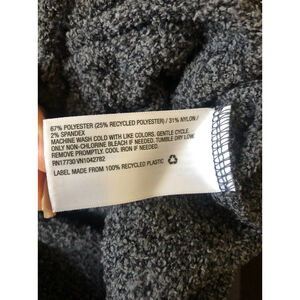 67% POLYESTER (25% RECYCLED POLYESTER) / 31% NYLON /
2% SPANDEX
MACHINE WASH COLD WITH LIKE COLORS, GENTLE CYCLE.
ONLY NON-CHLORINE BLEACH IF NEEDED. TUMBLE DRY LOW.
REMOVE PROMPTLY. COOL IRON IF NEEDED.
RN17730 VN1042782
LABEL MADE FROM 100% RECYCLED PLASTIC